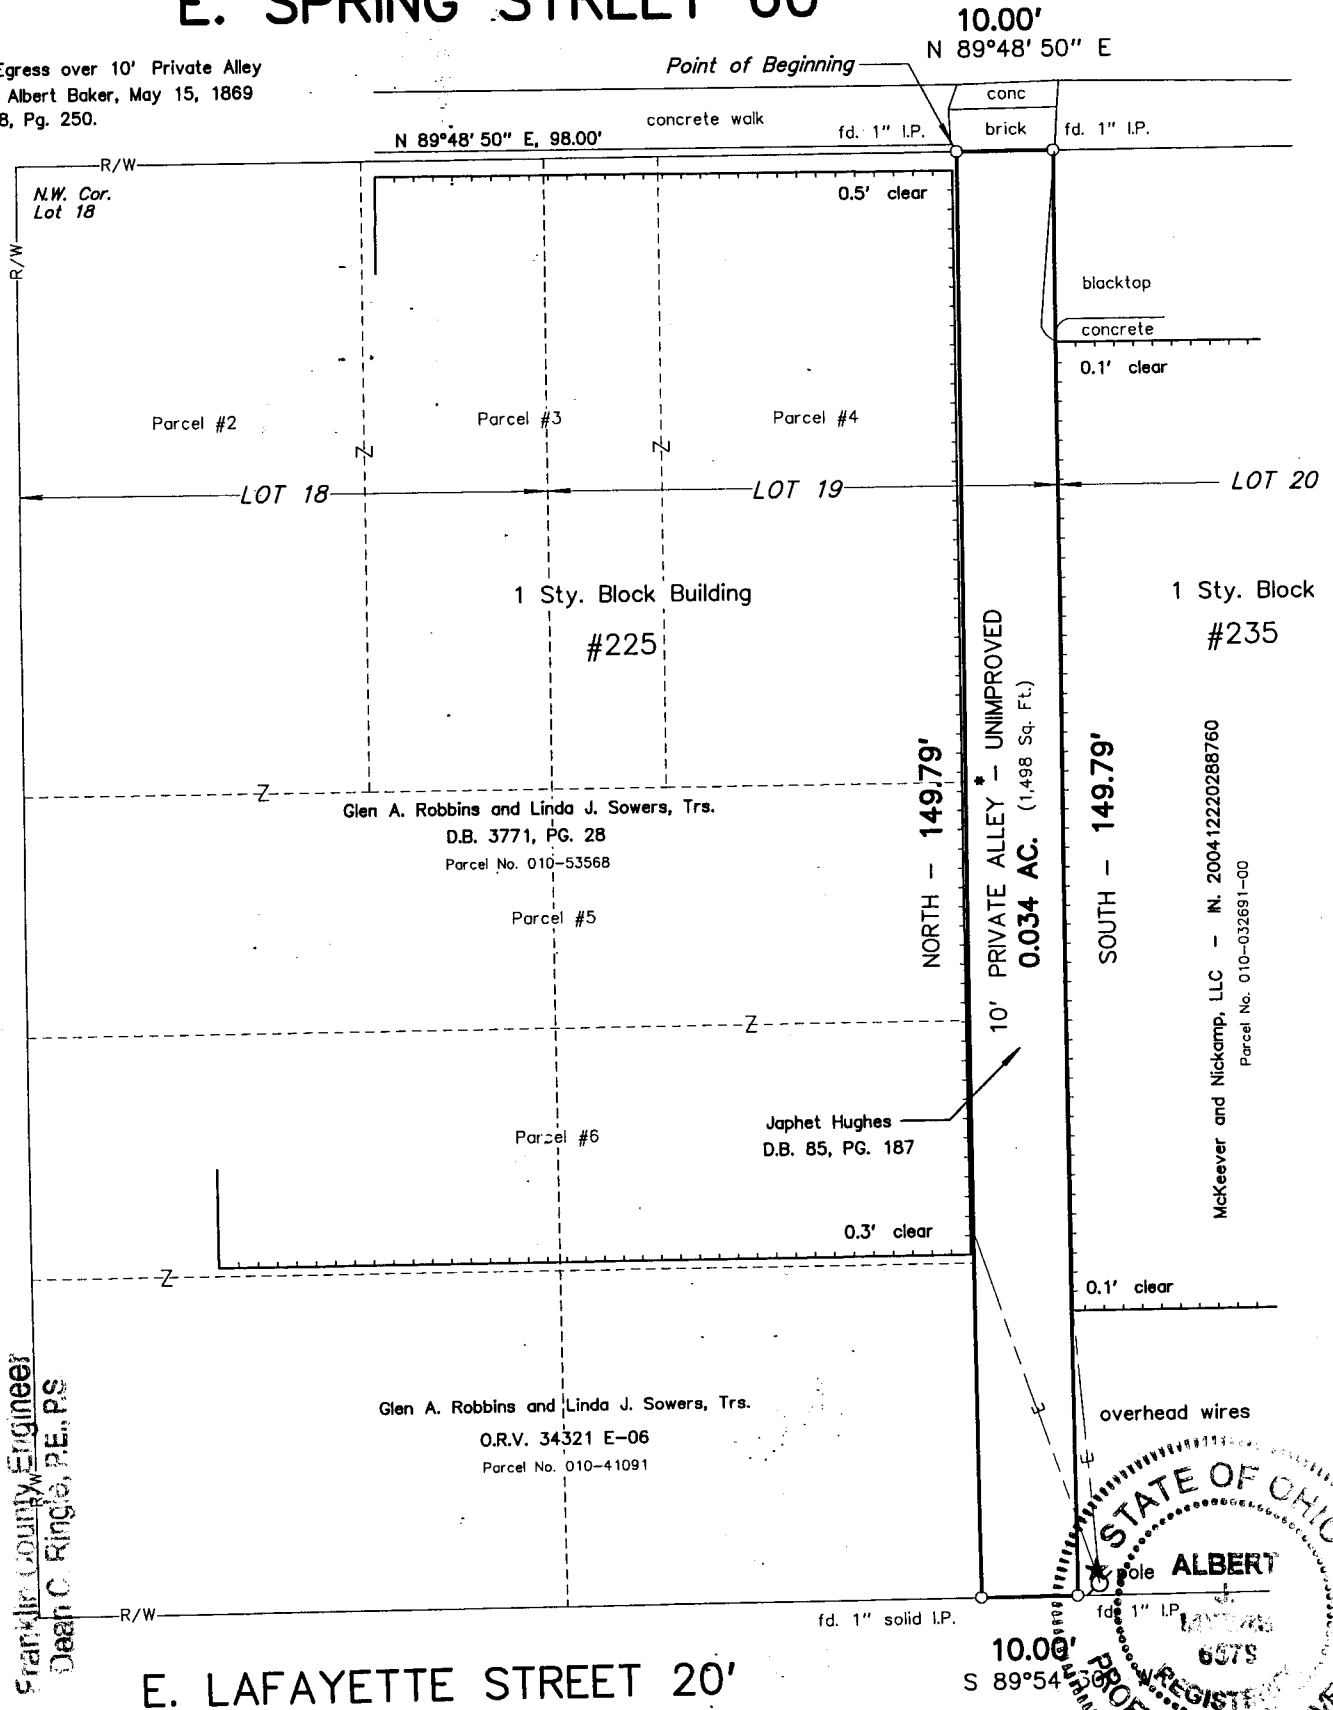 E. SPRING STREET 60'
10.00'
N 89°48' 50" E
Egress over 10' Private Alley
Albert Baker, May 15, 1869
8, Pg. 250.
Point of Beginning
conc
concrete walk
N 89°48' 50" E, 98.00'
fd. 1" I.P.
brick
fd. 1" I.P.
R/W
N.W. Cor.
Lot 18
0.5' clear
R/W
blacktop
concrete
0.1' clear
Parcel #2
Parcel #3
Parcel #4
Z
Z
LOT 18
LOT 19
LOT 20
1 Sty. Block Building
#225
1 Sty. Block
#235
NORTH - 149.79'
10' PRIVATE ALLEY* - UNIMPROVED
0.034 AC. (1,498 Sq. Ft.)
SOUTH - 149.79'
McKeever and Nickamp, LLC - IN. 200412220288760
Parcel No. 010-032691-00
Z
Glen A. Robbins and Linda J. Sowers, Trs.
D.B. 3771, PG. 28
Parcel No. 010-53568
Parcel #5
Z
Japhet Hughes
D.B. 85, PG. 187
Parcel #6
0.3' clear
Z
0.1' clear
Glen A. Robbins and Linda J. Sowers, Trs.
O.R.V. 34321 E-06
Parcel No. 010-41091
E
E
overhead wires
Franklin County Engineer
Dean C. Ringle, P.E., P.S
R/W
STATE OF OHIO
pole
ALBERT
J.
REGISTERED
R/W
fd. 1" solid I.P.
fd. 1" I.P.
10.00'
S 89°54' 30" W
E. LAFAYETTE STREET 20'